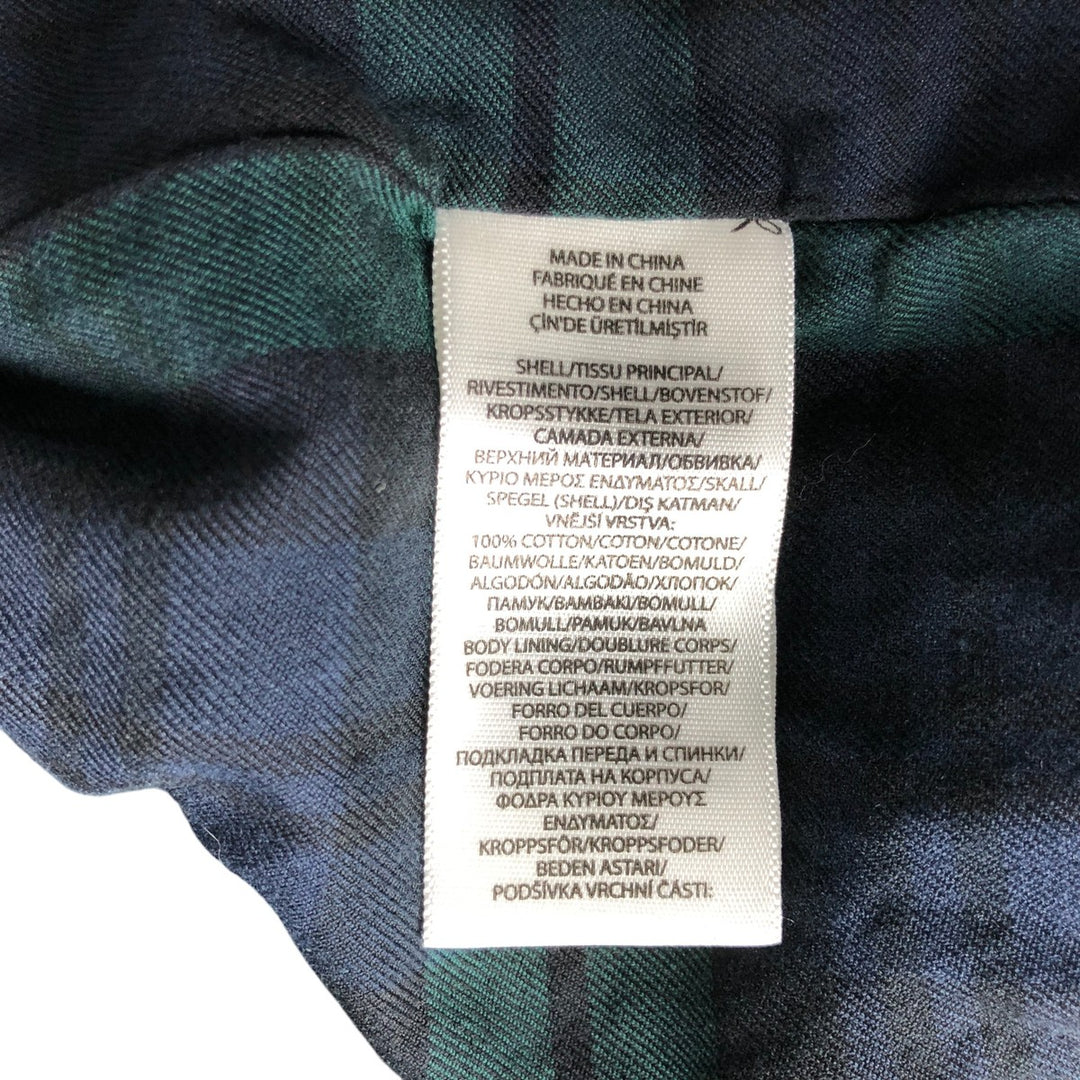 MADE IN CHINA
FABRIQUÉ EN CHINE
HECHO EN CHINA
ÇİN'DE ÜRETİLMİŞTİR
SHELL/TISSU PRINCIPAL/
RIVESTIMENTO/SHELL/BOVENSTOF/
KROPSSTYKKE/TELA EXTERIOR/
CAMADA EXTERNA/
ВЕРХНИЙ МАТЕРИАЛ/ОБВИВКА/
ΚΥΡΙΟ ΜΕΡΟΣ ΕΝΔΥΜΑΤΟΣ/SKALL/
SPEGEL (SHELL)/DIŞ KATMAN/
VNĚJŠÍ VRSTVA:
100% COTTON/COTON/COTONE/
BAUMWOLLE/KATOEN/BOMULD/
ALGODÓN/ALGODÃO/ХЛОПОК/
ПАМУК/ΒΑΜΒΑΚΙ/BOMULL/
BOMULL/PAMUK/BAVLNA
BODY LINING/DOUBLURE CORPS/
FODERA CORPO/RUMPFFUTTER/
VOERING LICHAAM/KROPSFOR/
FORRO DEL CUERPO/
FORRO DO CORPO/
ПОДКЛАДКА ПЕРЕДА И СПИНКИ/
ПОДПЛАТА НА КОРПУСА/
ΦΟΔΡΑ ΚΥΡΙΟΥ ΜΕΡΟΥΣ
ΕΝΔΥΜΑΤΟΣ/
KROPPSFÔR/KROPPSFODER/
BEDEN ASTARI/
PODŠÍVKA VRCHNÍ ČÁSTI: